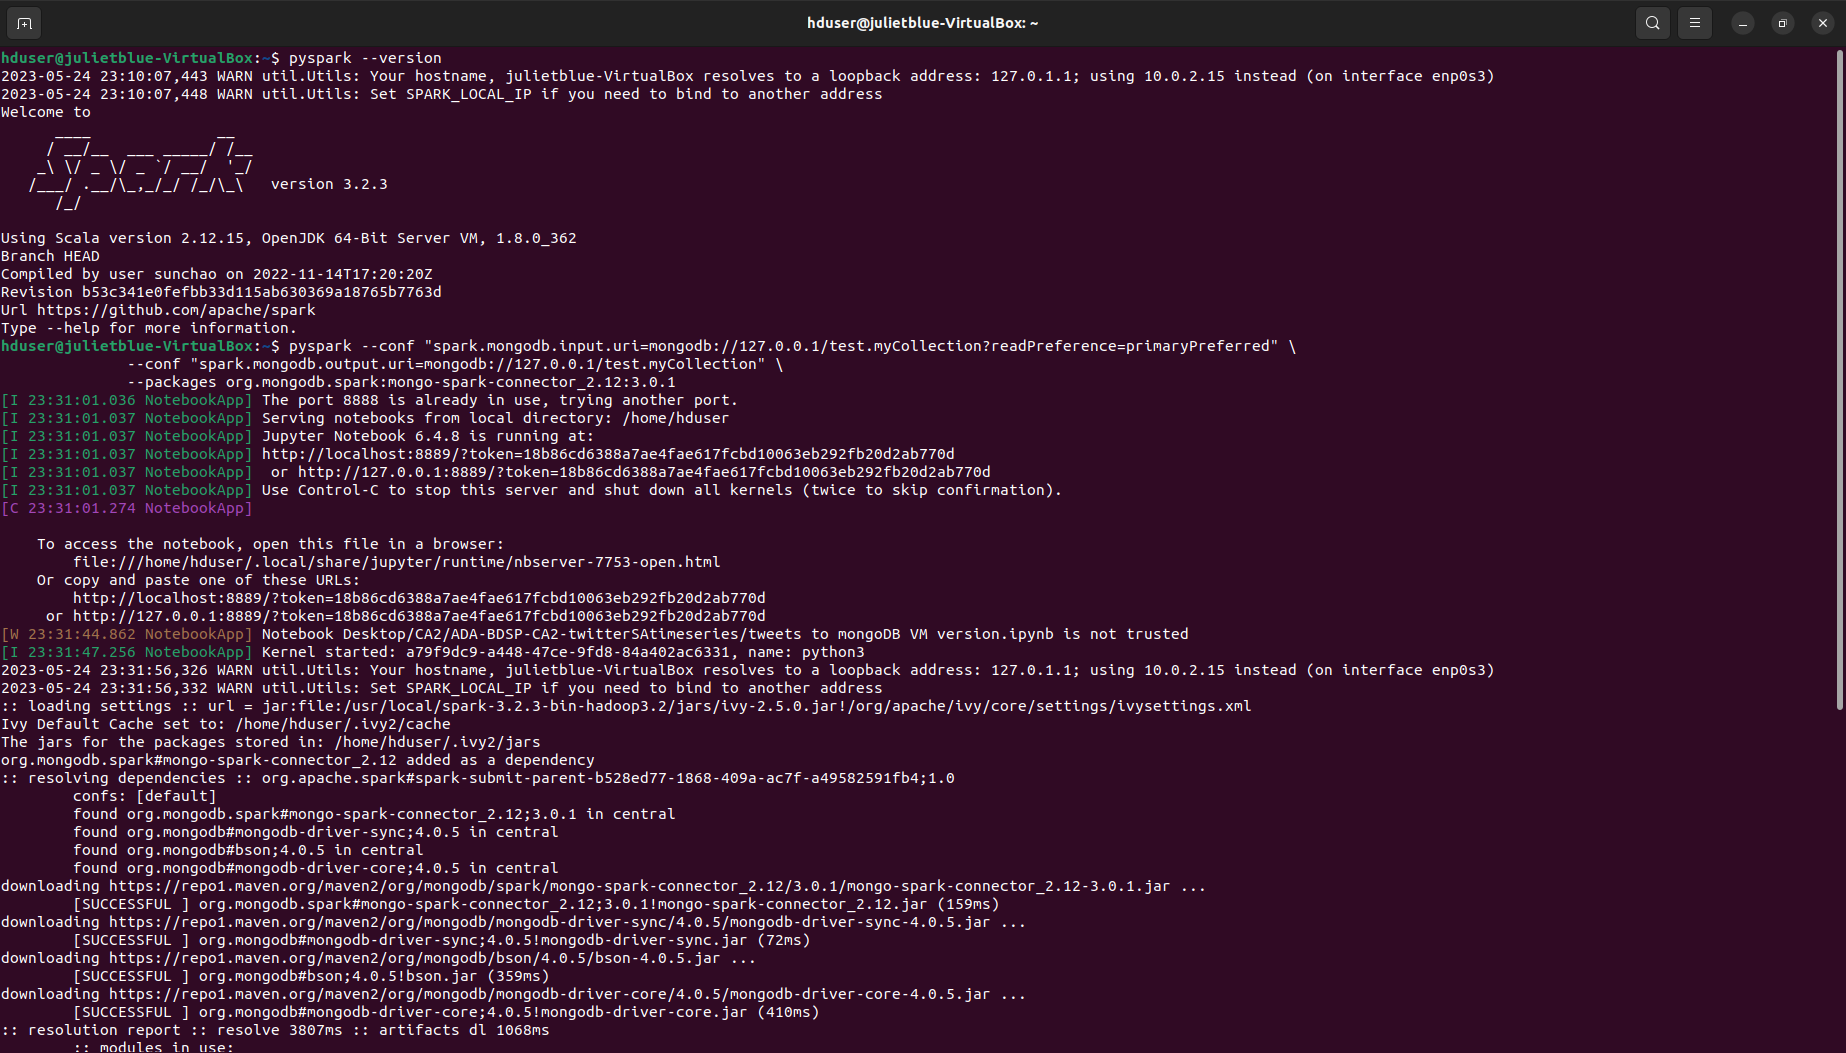 hduser@julietblue-VirtualBox: ~
hduser@julietblue-VirtualBox:~$ pyspark --version
2023-05-24 23:10:07,443 WARN util.Utils: Your hostname, julietblue-VirtualBox resolves to a loopback address: 127.0.1.1; using 10.0.2.15 instead (on interface enp0s3)
2023-05-24 23:10:07,448 WARN util.Utils: Set SPARK_LOCAL_IP if you need to bind to another address
Welcome to
      ____              __
     / __/__  ___ _____/ /__
    _\ \/ _ \/ _ `/ __/  '_/
   /___/ .__/\_,_/_/ /_/\_\   version 3.2.3
      /_/
Using Scala version 2.12.15, OpenJDK 64-Bit Server VM, 1.8.0_362
Branch HEAD
Compiled by user sunchao on 2022-11-14T17:20:20Z
Revision b53c341e0fefbb33d115ab630369a18765b7763d
Url https://github.com/apache/spark
Type --help for more information.
hduser@julietblue-VirtualBox:~$ pyspark --conf "spark.mongodb.input.uri=mongodb://127.0.0.1/test.myCollection?readPreference=primaryPreferred" \
              --conf "spark.mongodb.output.uri=mongodb://127.0.0.1/test.myCollection" \
              --packages org.mongodb.spark:mongo-spark-connector_2.12:3.0.1
[I 23:31:01.036 NotebookApp] The port 8888 is already in use, trying another port.
[I 23:31:01.037 NotebookApp] Serving notebooks from local directory: /home/hduser
[I 23:31:01.037 NotebookApp] Jupyter Notebook 6.4.8 is running at:
[I 23:31:01.037 NotebookApp] http://localhost:8889/?token=18b86cd6388a7ae4fae617fcbd10063eb292fb20d2ab770d
[I 23:31:01.037 NotebookApp]  or http://127.0.0.1:8889/?token=18b86cd6388a7ae4fae617fcbd10063eb292fb20d2ab770d
[I 23:31:01.037 NotebookApp] Use Control-C to stop this server and shut down all kernels (twice to skip confirmation).
[C 23:31:01.274 NotebookApp]
    To access the notebook, open this file in a browser:
        file:///home/hduser/.local/share/jupyter/runtime/nbserver-7753-open.html
    Or copy and paste one of these URLs:
        http://localhost:8889/?token=18b86cd6388a7ae4fae617fcbd10063eb292fb20d2ab770d
     or http://127.0.0.1:8889/?token=18b86cd6388a7ae4fae617fcbd10063eb292fb20d2ab770d
[W 23:31:44.862 NotebookApp] Notebook Desktop/CA2/ADA-BDSP-CA2-twitterSAtimeseries/tweets to mongoDB VM version.ipynb is not trusted
[I 23:31:47.256 NotebookApp] Kernel started: a79f9dc9-a448-47ce-9fd8-84a402ac6331, name: python3
2023-05-24 23:31:56,326 WARN util.Utils: Your hostname, julietblue-VirtualBox resolves to a loopback address: 127.0.1.1; using 10.0.2.15 instead (on interface enp0s3)
2023-05-24 23:31:56,332 WARN util.Utils: Set SPARK_LOCAL_IP if you need to bind to another address
:: loading settings :: url = jar:file:/usr/local/spark-3.2.3-bin-hadoop3.2/jars/ivy-2.5.0.jar!/org/apache/ivy/core/settings/ivysettings.xml
Ivy Default Cache set to: /home/hduser/.ivy2/cache
The jars for the packages stored in: /home/hduser/.ivy2/jars
org.mongodb.spark#mongo-spark-connector_2.12 added as a dependency
:: resolving dependencies :: org.apache.spark#spark-submit-parent-b528ed77-1868-409a-ac7f-a49582591fb4;1.0
        confs: [default]
        found org.mongodb.spark#mongo-spark-connector_2.12;3.0.1 in central
        found org.mongodb#mongodb-driver-sync;4.0.5 in central
        found org.mongodb#bson;4.0.5 in central
        found org.mongodb#mongodb-driver-core;4.0.5 in central
downloading https://repo1.maven.org/maven2/org/mongodb/spark/mongo-spark-connector_2.12/3.0.1/mongo-spark-connector_2.12-3.0.1.jar ...
        [SUCCESSFUL ] org.mongodb.spark#mongo-spark-connector_2.12;3.0.1!mongo-spark-connector_2.12.jar (159ms)
downloading https://repo1.maven.org/maven2/org/mongodb/mongodb-driver-sync/4.0.5/mongodb-driver-sync-4.0.5.jar ...
        [SUCCESSFUL ] org.mongodb#mongodb-driver-sync;4.0.5!mongodb-driver-sync.jar (72ms)
downloading https://repo1.maven.org/maven2/org/mongodb/bson/4.0.5/bson-4.0.5.jar ...
        [SUCCESSFUL ] org.mongodb#bson;4.0.5!bson.jar (359ms)
downloading https://repo1.maven.org/maven2/org/mongodb/mongodb-driver-core/4.0.5/mongodb-driver-core-4.0.5.jar ...
        [SUCCESSFUL ] org.mongodb#mongodb-driver-core;4.0.5!mongodb-driver-core.jar (410ms)
:: resolution report :: resolve 3807ms :: artifacts dl 1068ms
        :: modules in use: